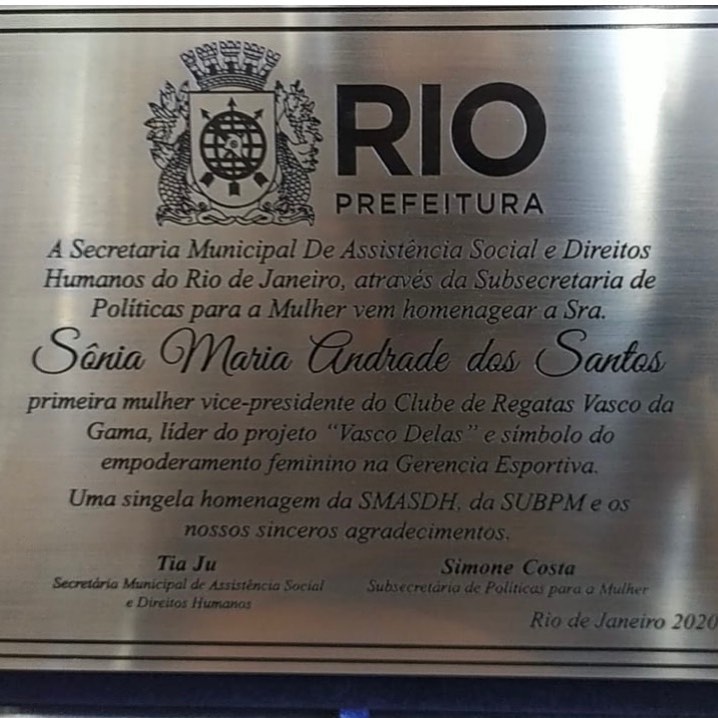 RIO
PREFEITURA
A Secretaria Municipal De Assistência Social e Direitos
Humanos do Rio de Janeiro, através da Subsecretaria de
Políticas para a Mulher vem homenagear a Sra.
Sônia Maria Andrade dos Santos
primeira mulher vice-presidente do Clube de Regatas Vasco da
Gama, líder do projeto "Vasco Delas" e símbolo do
empoderamento feminino na Gerencia Esportiva.
Uma singela homenagem da SMASDH, da SUBPM e os
nossos sinceros agradecimentos.
Tia Ju
Secretária Municipal de Assistência Social
e Direitos Humanos
Simone Costa
Subsecretária de Políticas para a Mulher
Rio de Janeiro 2020